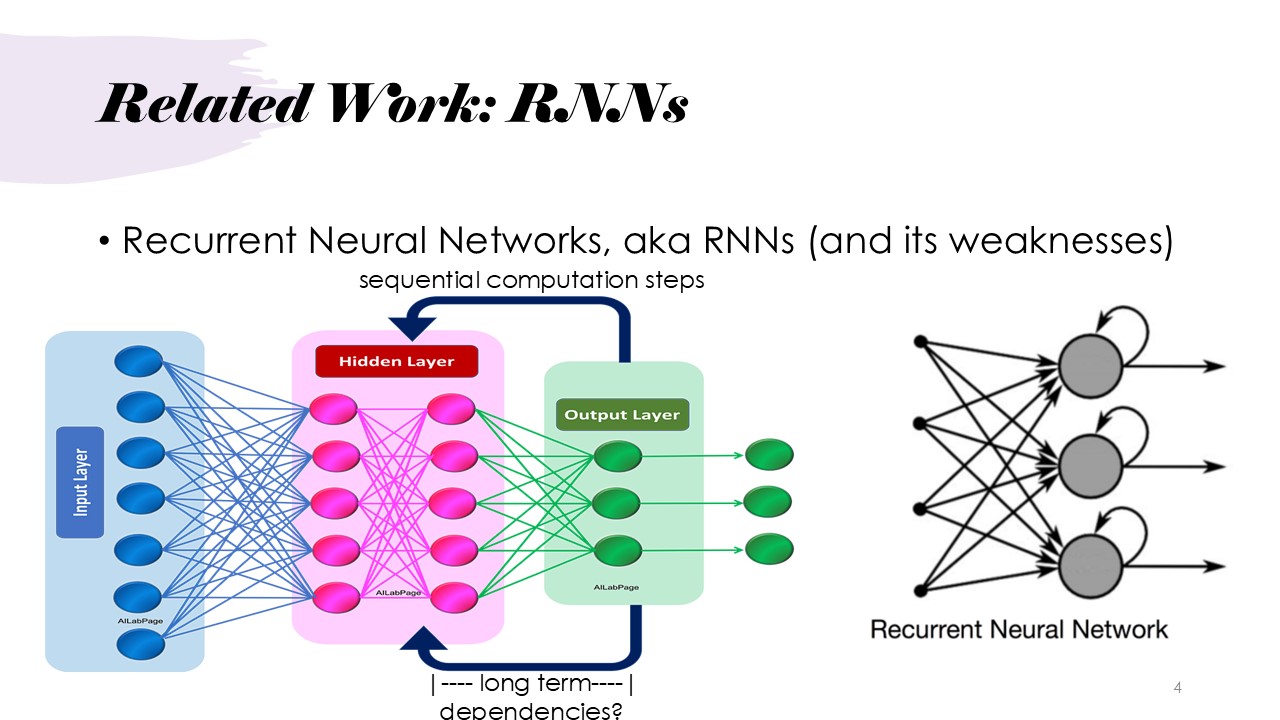 Related Work: RNNs
• Recurrent Neural Networks, aka RNNs (and its weaknesses)
sequential computation steps
Hidden Layer
Output Layer
Input Layer
AILabPage
AILabPage
AILabPage
Recurrent Neural Network
|---- long term----|
dependencies?
4